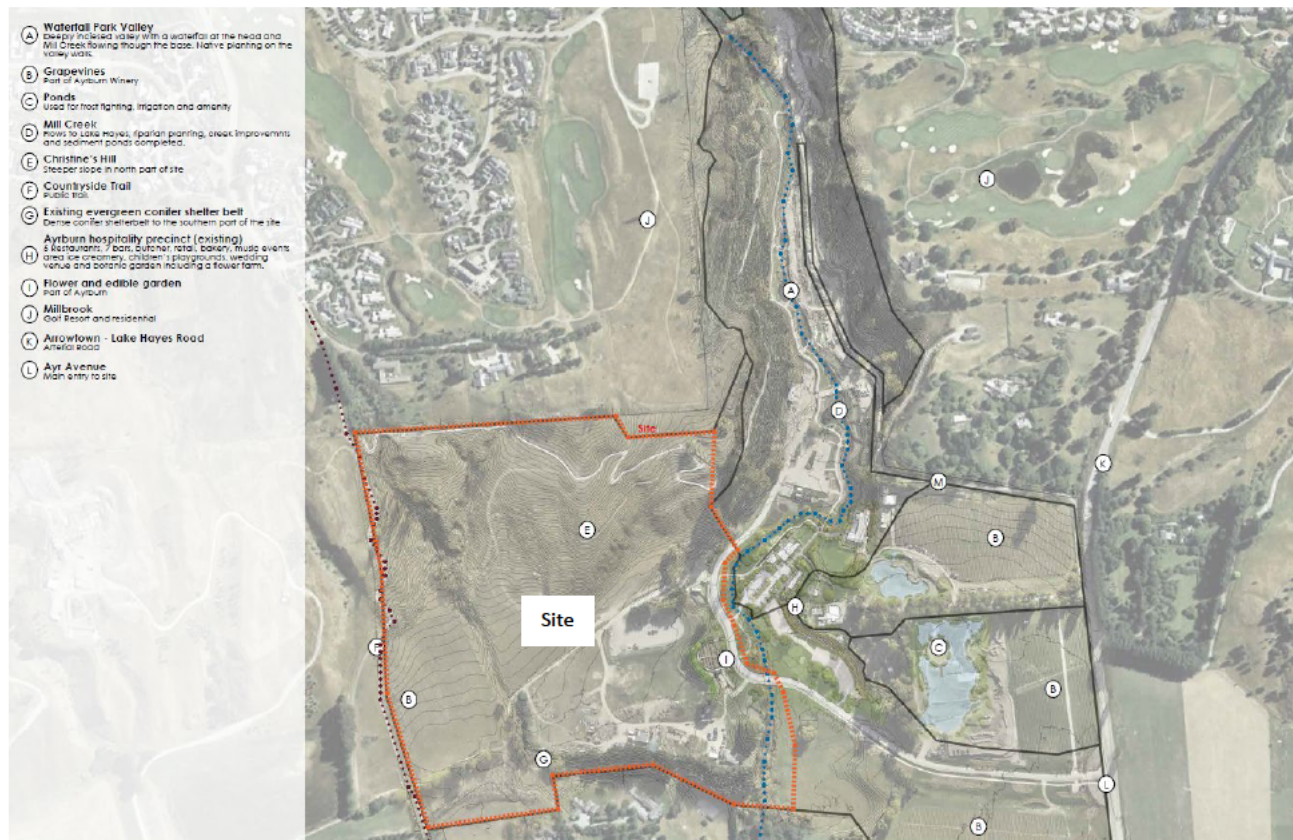 A Waterfall Park Valley
Deeply incised valley with a waterfall at the head and
Mill Creek flowing though the base. Native planting on the
valley walls.
B Grapevines
Part of Ayrburn Winery
C Ponds
Used for frost fighting, irrigation and amenity
D Mill Creek
Flows to Lake Hayes, riparian planting, creek improvemnts
and sediment ponds completed.
E Christine's Hill
Steeper slope in north part of site
F Countryside Trail
Public trail
G Existing evergreen conifer shelter belt
Dense conifer shelterbelt to the southern part of the site
H Ayrburn hospitality precinct (existing)
6 Restaurants, 7 bars, butcher, retail, bakery, music events
area ice creamery, children's playgrounds, wedding
venue and botanic garden including a flower farm.
I Flower and edible garden
Part of Ayrburn
J Millbrook
Golf Resort and residential
K Arrowtown - Lake Hayes Road
Arterial Road
L Ayr Avenue
Main entry to site
J
J
A
D
Site
K
M
E
B
H
Site
F
I
C
B
B
G
L
B